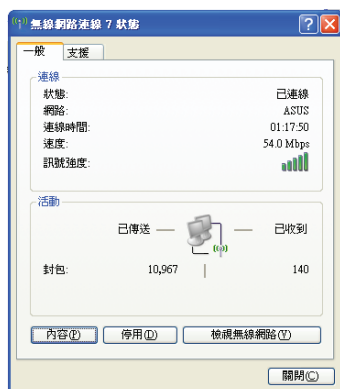 無線網路連線 7 狀態
一般 支援
連線
狀態: 已連線
網路: ASUS
連線時間: 01:17:50
速度: 54.0 Mbps
訊號強度:
活動
已傳送 — — 已收到
封包: 10,967 | 140
內容(P) 停用(D) 檢視無線網路(V)
關閉(C)